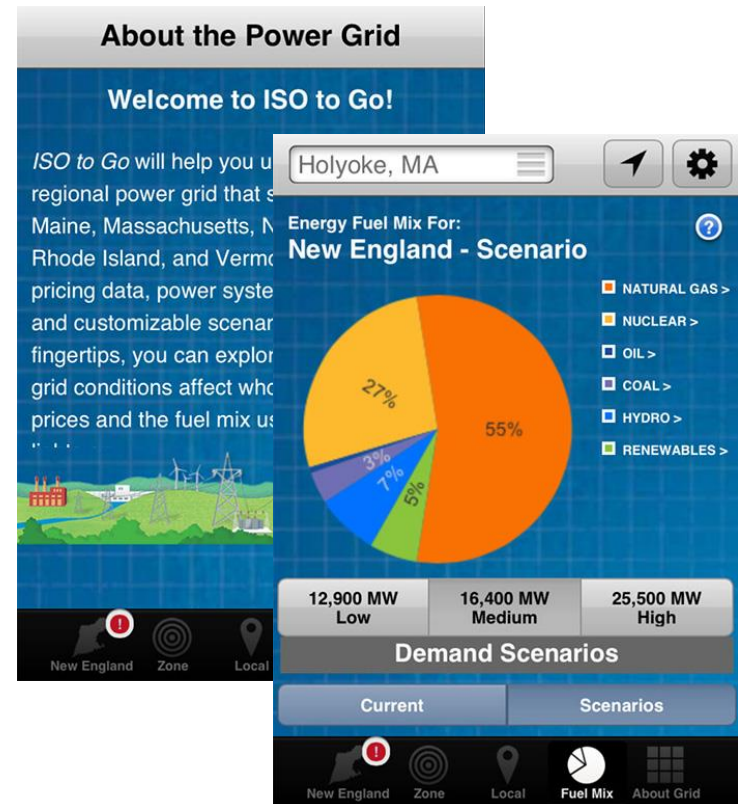 About the Power Grid
Welcome to ISO to Go!
ISO to Go will help you u
regional power grid that s
Maine, Massachusetts, N
Rhode Island, and Vermo
pricing data, power syste
and customizable scenar
fingertips, you can explor
grid conditions affect who
prices and the fuel mix us
New England
Zone
Local
Holyoke, MA
Energy Fuel Mix For:
?
New England - Scenario
NATURAL GAS >
NUCLEAR >
OIL >
COAL >
HYDRO >
RENEWABLES >
27%
55%
3%
7%
5%
12,900 MW
Low
16,400 MW
Medium
25,500 MW
High
Demand Scenarios
Current
Scenarios
!
New England
Zone
Local
Fuel Mix
About Grid